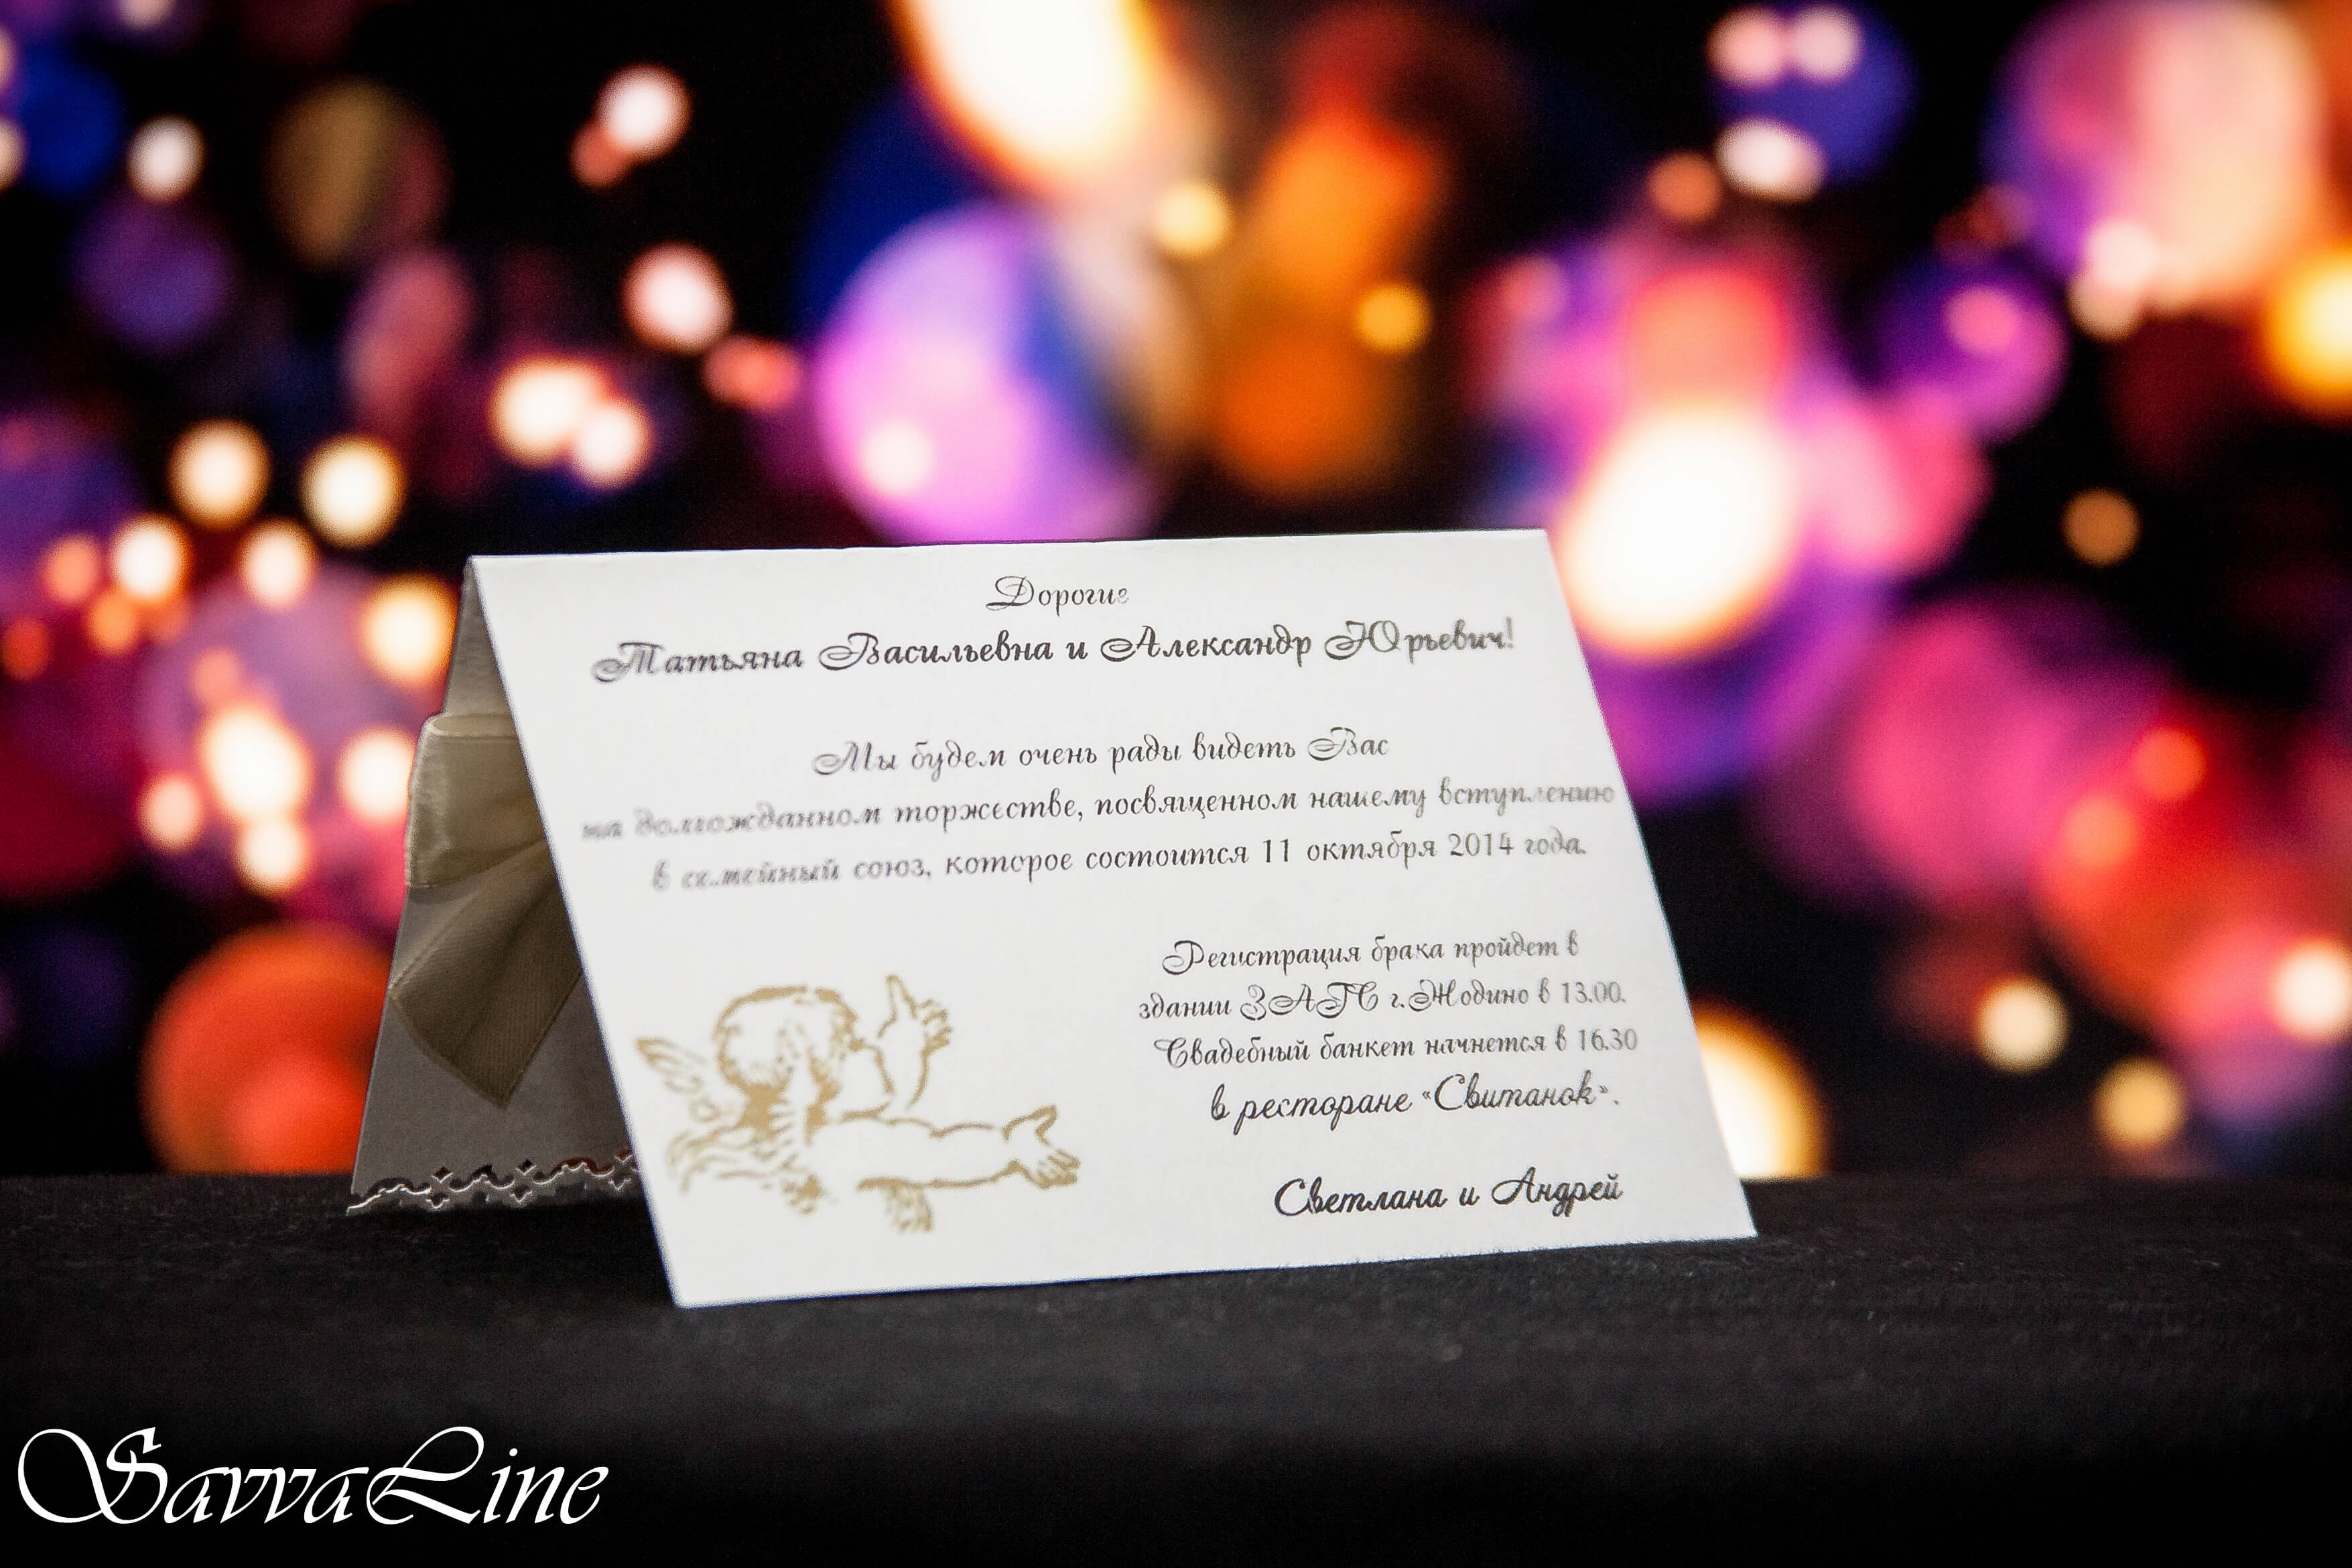 Дорогие
Татьяна Васильевна и Александр Юрьевич!
Мы будем очень рады видеть Вас
на долгожданном торжестве, посвященном нашему вступлению
в семейный союз, которое состоится 11 октября 2014 года.
Регистрация брака пройдет в
здании ЗАГС г.Жодино в 13.00.
Свадебный банкет начнется в 16.30
в ресторане «Свитанок».
Светлана и Андрей
SavvaLine